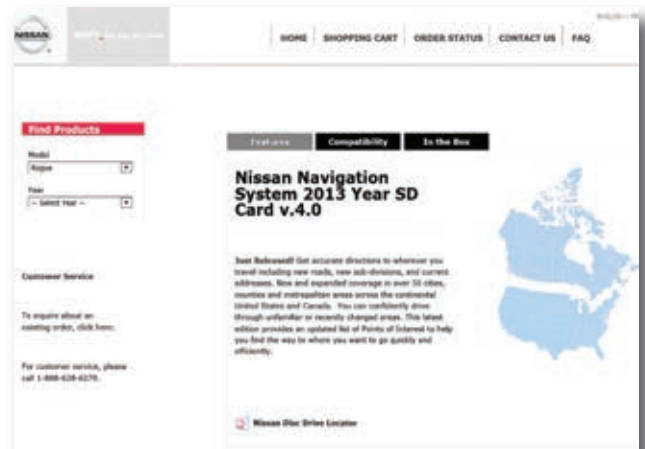 NISSAN
HOME
SHOPPING CART
ORDER STATUS
CONTACT US
FAQ
Find Products
Model
Rogue
Year
-- Select Year --
Customer Service
To enquire about an
existing order, click here.
For customer service, please
call 1-888-628-6279.
Features
Compatibility
In the Box
Nissan Navigation
System 2013 Year SD
Card v.4.0
Just Released! Get accurate directions to wherever you
travel including new roads, new sub-divisions, and current
addresses. New and expanded coverage in over 50 cities,
counties and metropolitan areas across the continental
United States and Canada. You can confidently drive
through unfamiliar or recently changed areas. This latest
edition provides an updated list of Points of Interest to help
you find the way to where you want to go quickly and
efficiently.
Nissan Disc Drive Locator